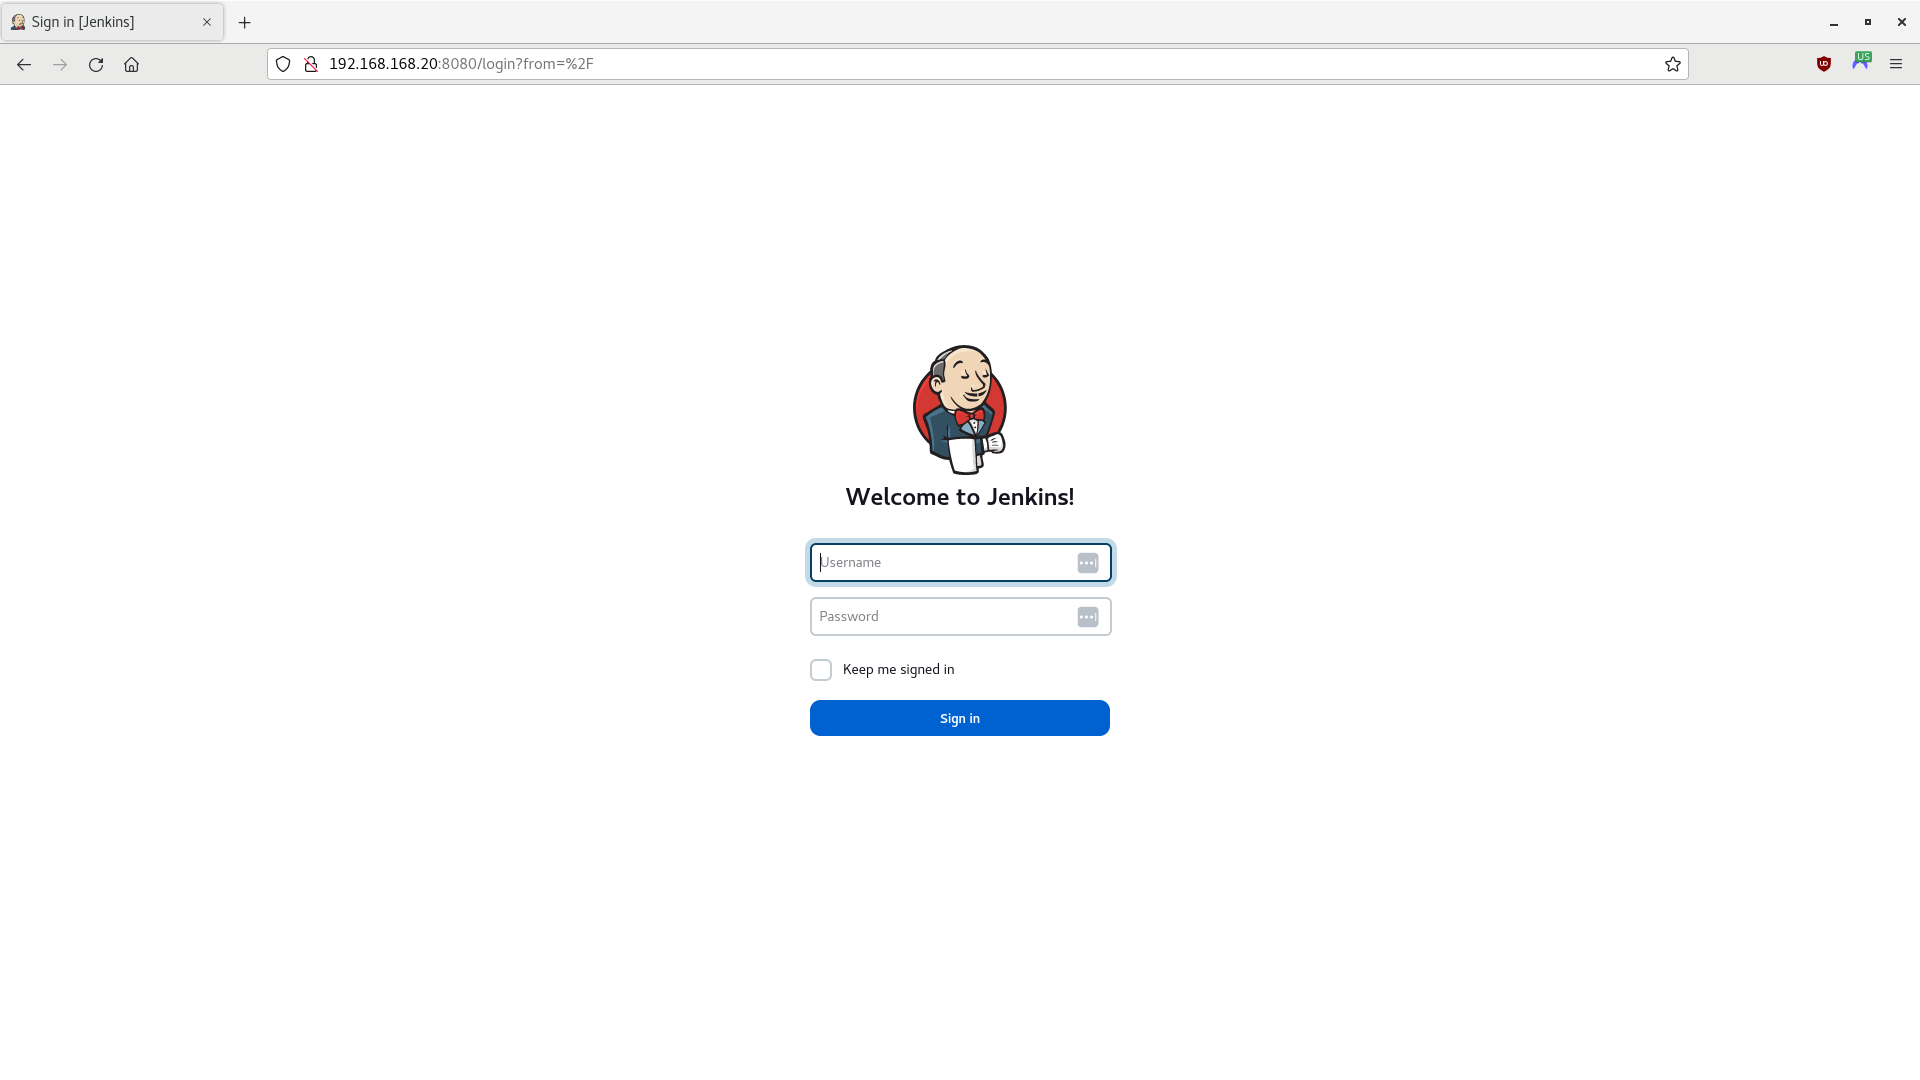 Sign in [Jenkins]
192.168.168.20:8080/login?from=%2F
US
Welcome to Jenkins!
Username
Password
Keep me signed in
Sign in